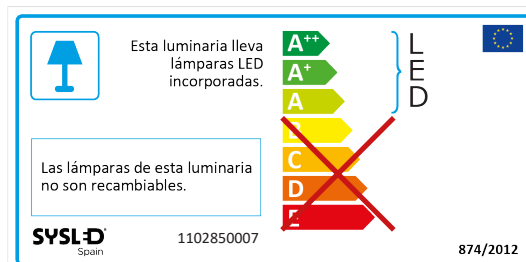 Esta luminaria lleva
lámparas LED
incorporadas.
A++
A+
A
B
C
D
E
L
E
D
Las lámparas de esta luminaria
no son recambiables.
SYSLED®
Spain
1102850007
874/2012